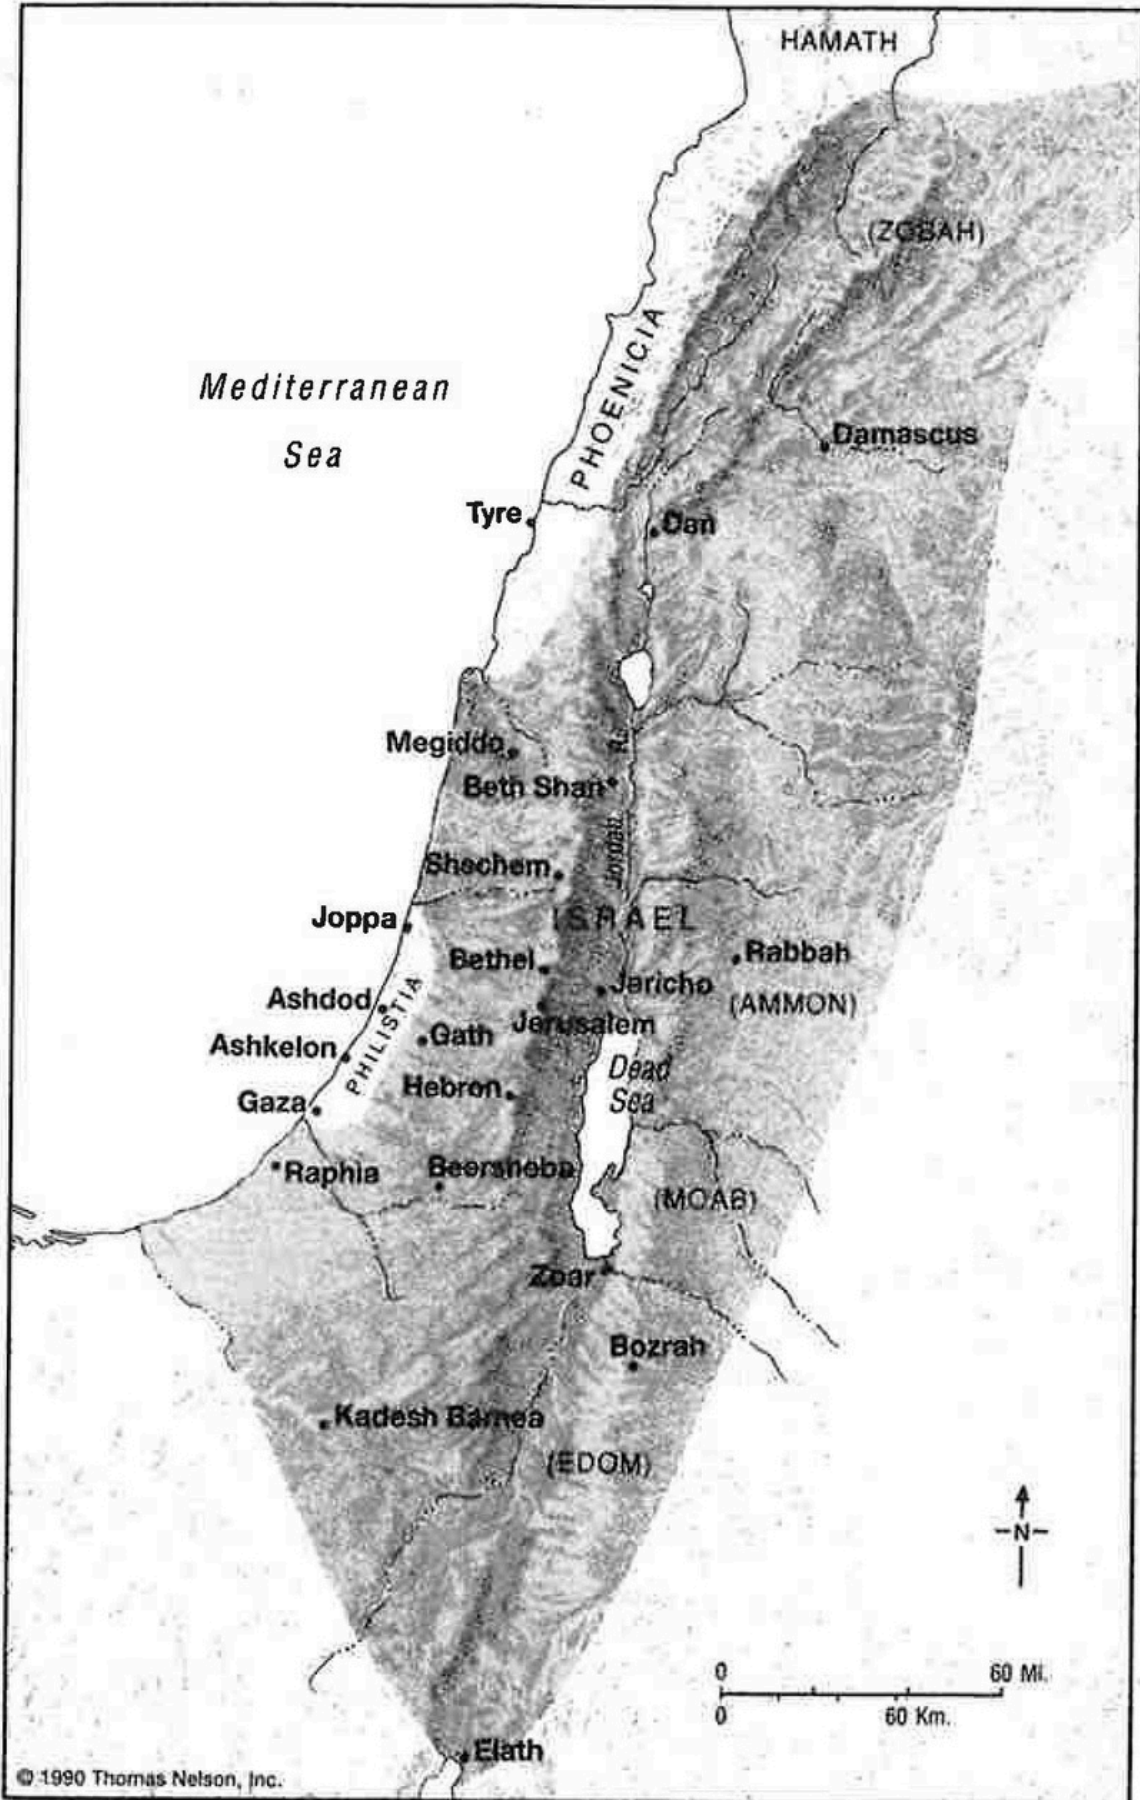 HAMATH
(ZOBAH)
PHOENICIA
Mediterranean
Sea
Damascus
Tyre
Dan
Megiddo
Jordan R.
Beth Shan
Shechem
Joppa
ISRAEL
Bethel
Rabbah
Jericho
(AMMON)
Ashdod
PHILISTIA
Jerusalem
Gath
Ashkelon
Dead
Sea
Hebron
Gaza
Raphia
Beersheba
(MOAB)
Zoar
Bozrah
Kadesh Barnea
(EDOM)
N
0 60 Mi.
0 60 Km.
Elath
© 1990 Thomas Nelson, Inc.